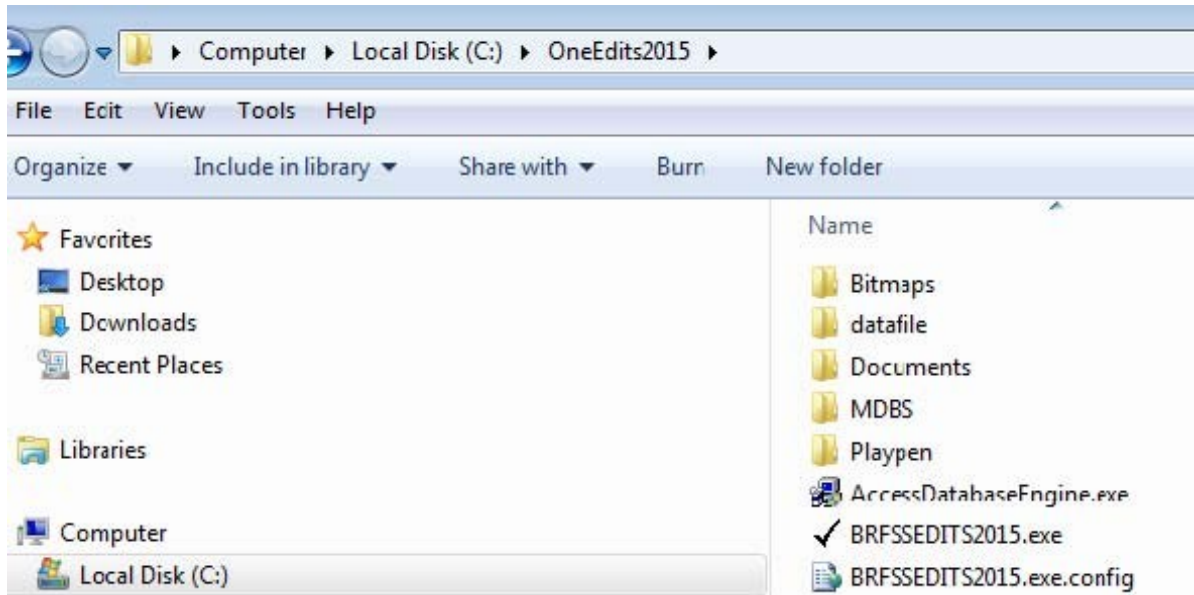 Computer Local Disk (C:) OneEdits2015
File Edit View Tools Help
Organize Include in library Share with Burn New folder
Favorites
Desktop
Downloads
Recent Places
Libraries
Computer
Local Disk (C:)
Name
Bitmaps
datafile
Documents
MDBS
Playpen
AccessDatabaseEngine.exe
BRFSSEDITS2015.exe
BRFSSEDITS2015.exe.config